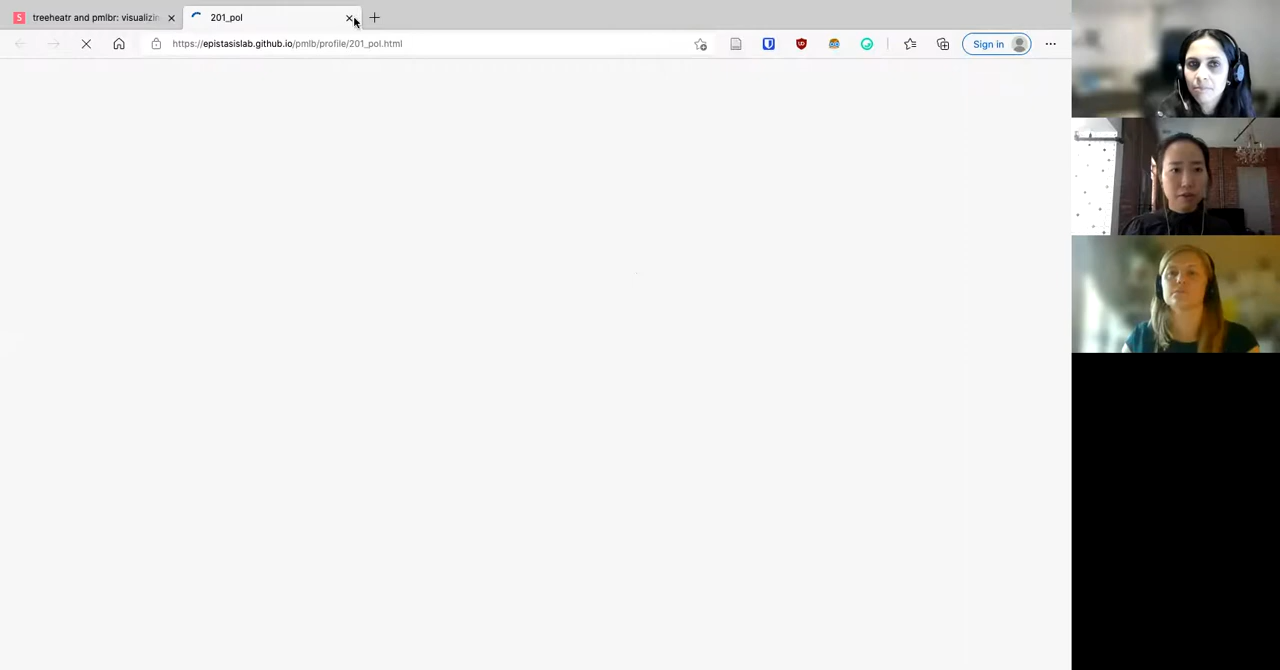 S treeheatr and pmlbr: visualizin
201_pol
https://epistasislab.github.io/pmlb/profile/201_pol.html
Sign in